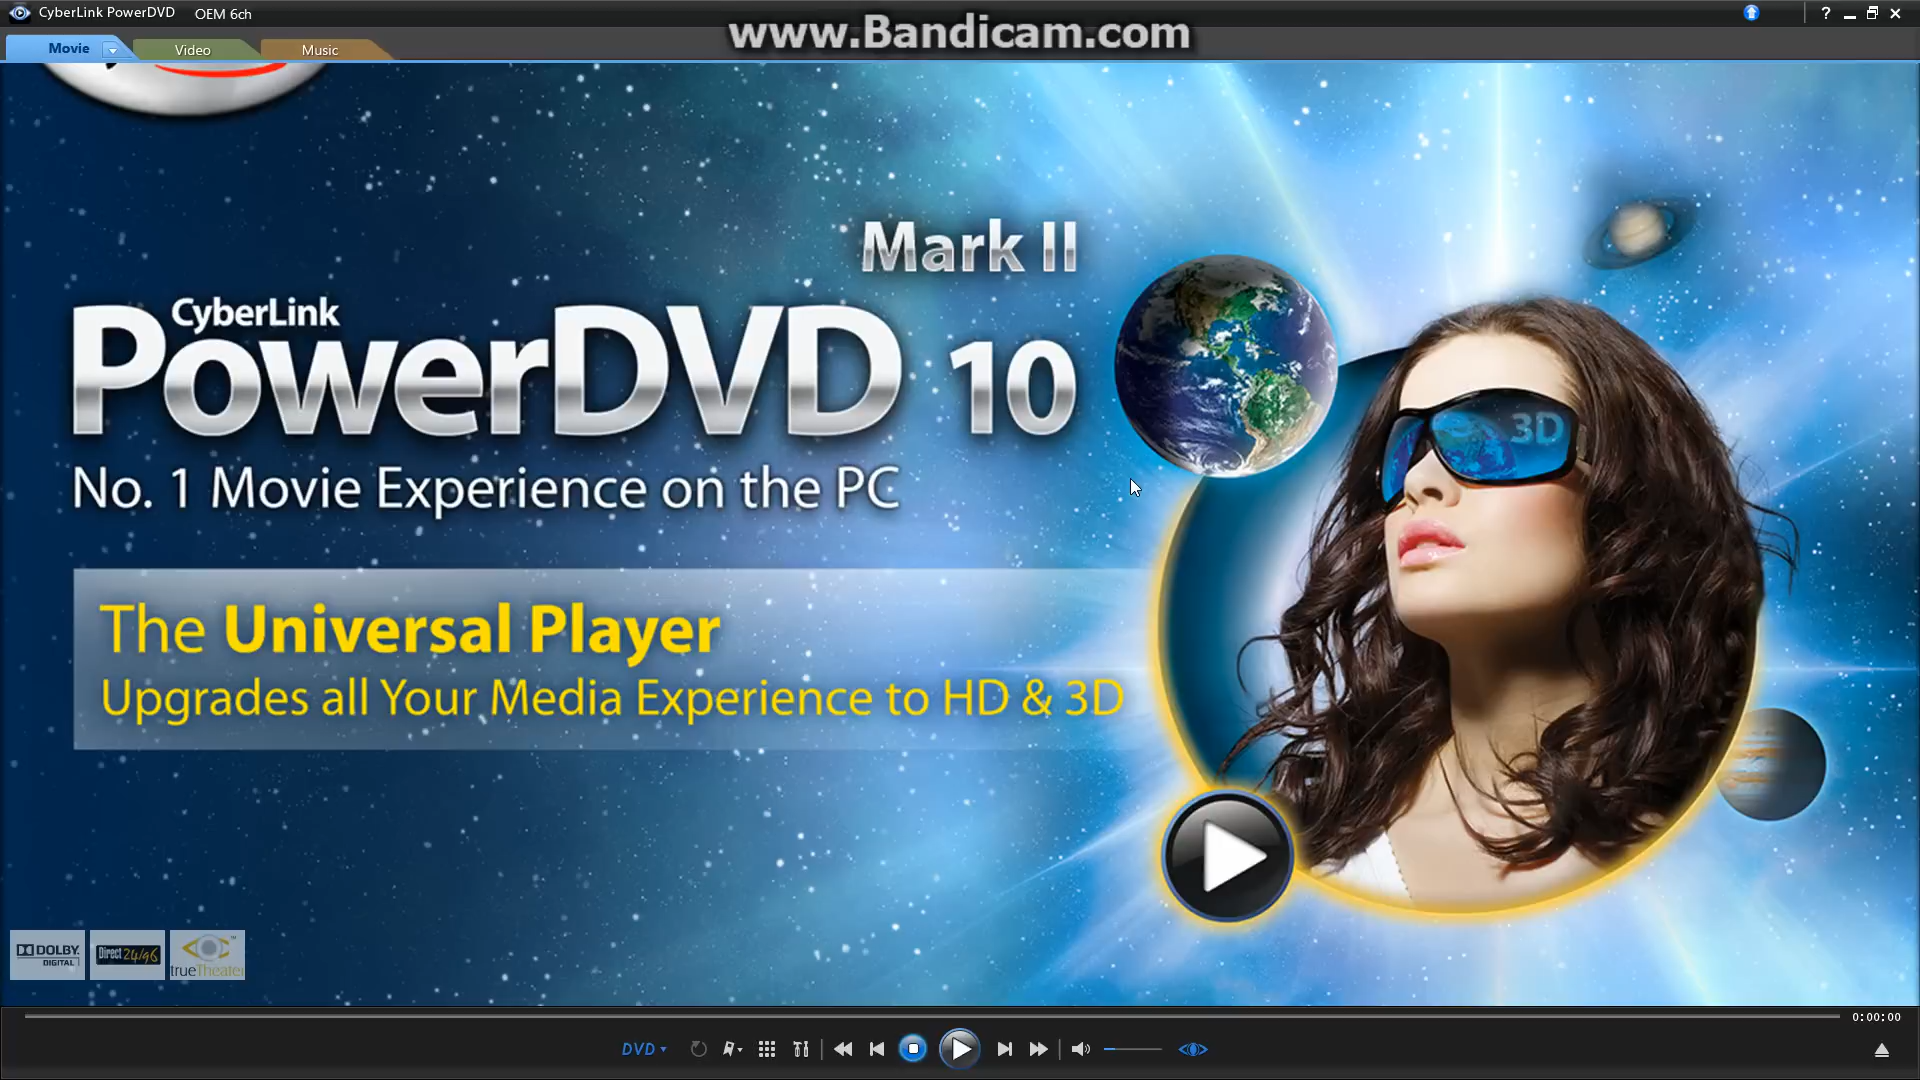 CyberLink PowerDVD OEM 6ch
www.Bandicam.com
?
Movie Video Music
Mark II
CyberLink
PowerDVD 10
No. 1 Movie Experience on the PC
3D
The Universal Player
Upgrades all Your Media Experience to HD & 3D
DOLBY
DIGITAL
Direct 24/96
trueTheater
™
0:00:00
DVD